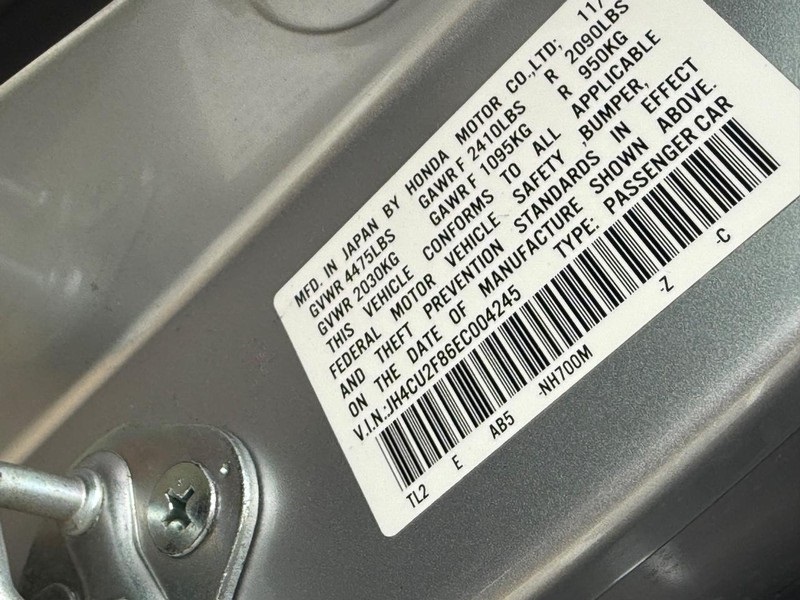 MFD. IN JAPAN BY HONDA MOTOR CO.,LTD; 11/
GVWR 4475LBS GAWR F 2410LBS R 2090LBS
GVWR 2030KG GAWR F 1095KG R 950KG
THIS VEHICLE CONFORMS TO ALL APPLICABLE
FEDERAL MOTOR VEHICLE SAFETY ,BUMPER,
AND THEFT PREVENTION STANDARDS IN EFFECT
ON THE DATE OF MANUFACTURE SHOWN ABOVE.
V.I.N.:JH4CU2F86EC004245 TYPE: PASSENGER CAR
TL2 E AB5 -NH700M -Z -C